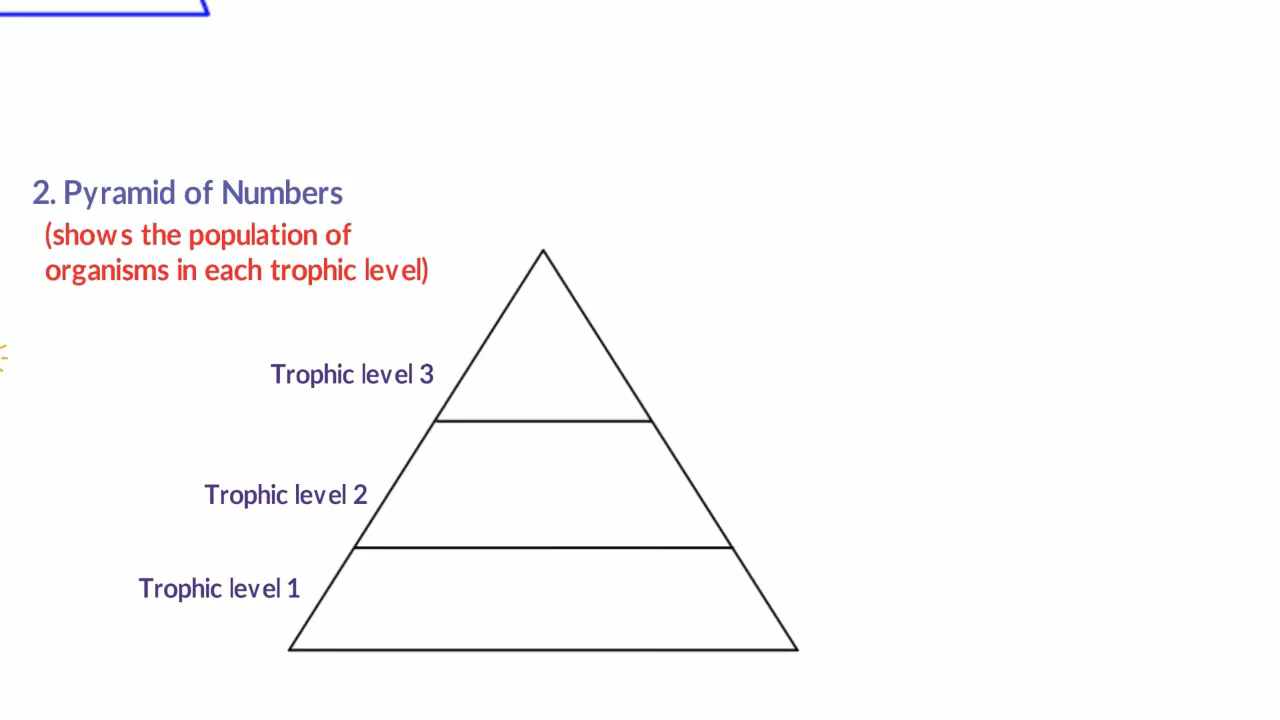 2. Pyramid of Numbers
(shows the population of
organisms in each trophic level)
Trophic level 3
Trophic level 2
Trophic level 1